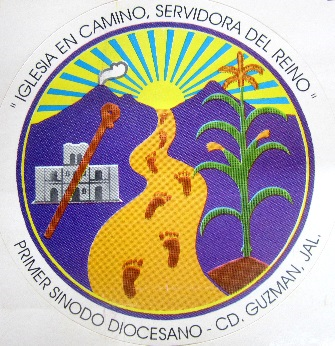 " IGLESIA EN CAMINO, SERVIDORA DEL REINO "
PRIMER SINODO DIOCESANO - CD. GUZMAN, JAL.